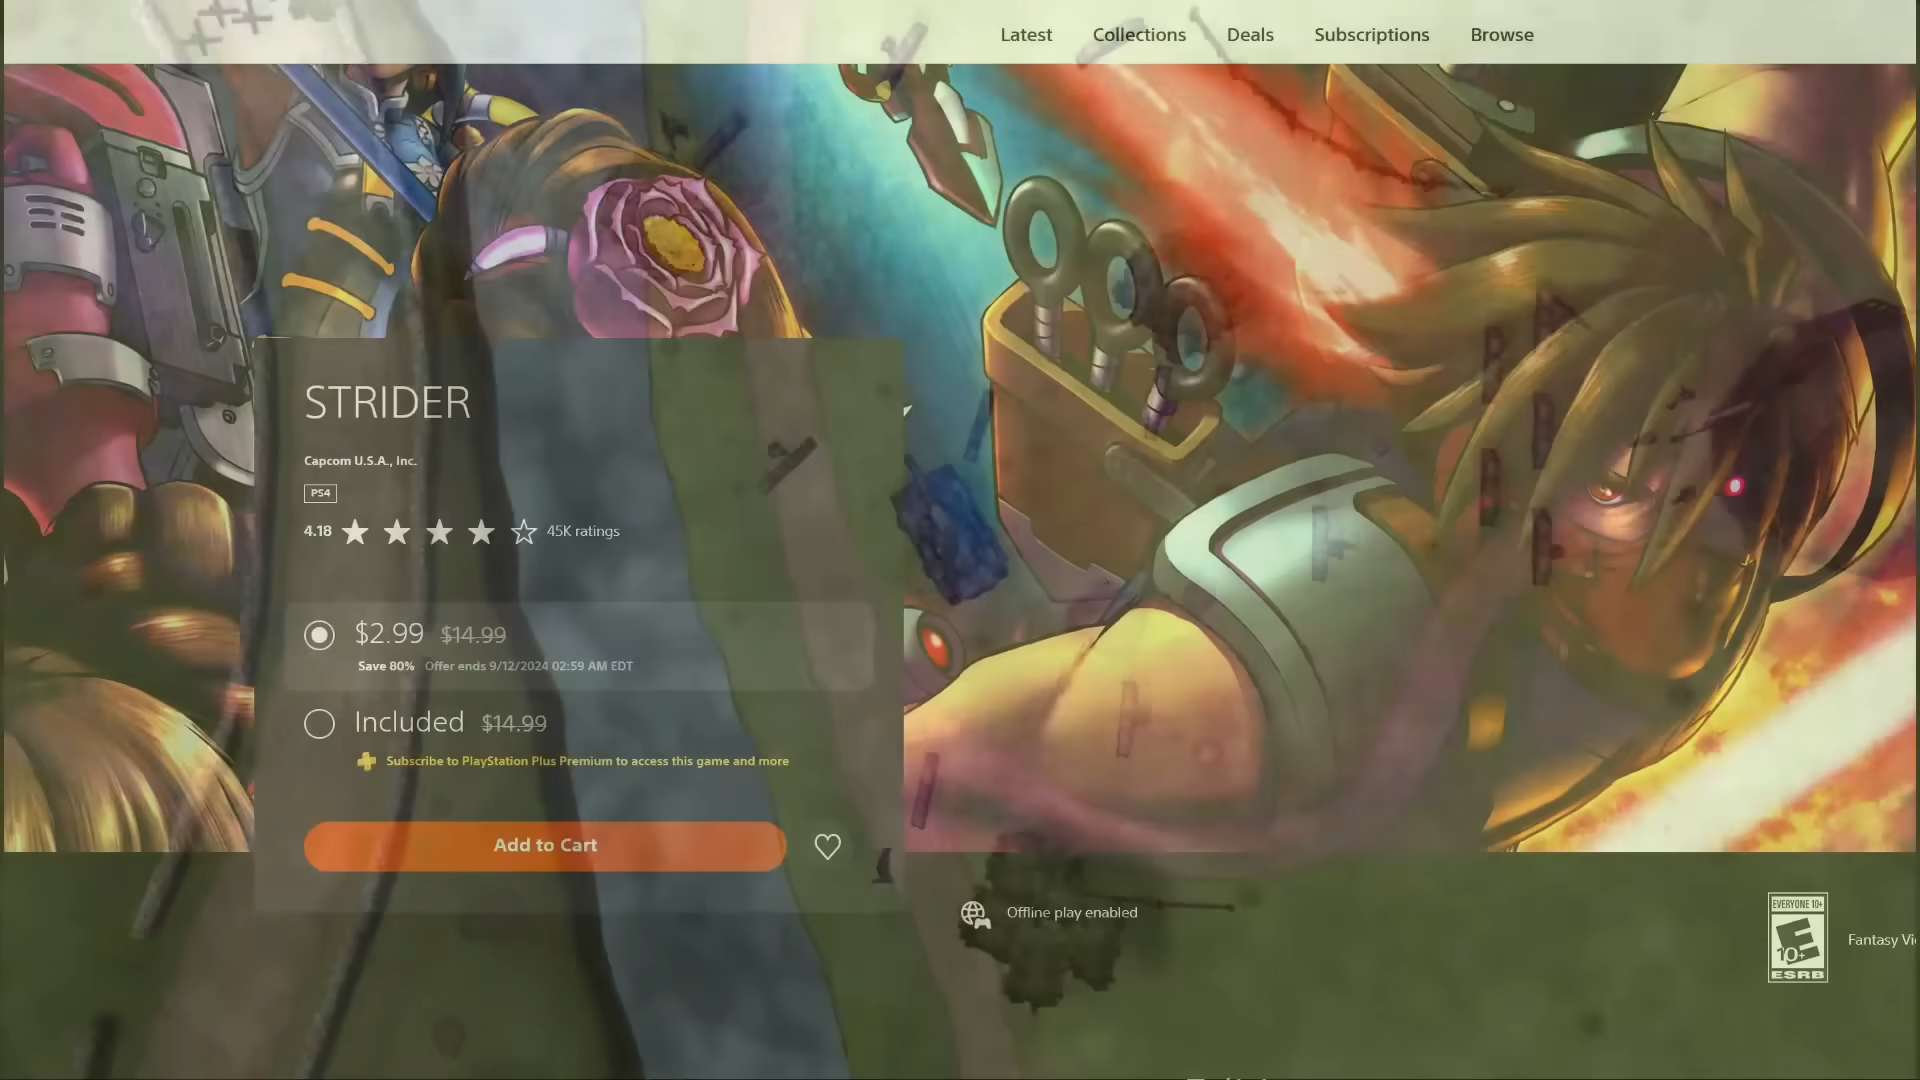 Latest Collections Deals Subscriptions Browse
STRIDER
Capcom U.S.A., Inc.
PS4
4.18 45K ratings
$2.99 $14.99
Save 80% Offer ends 9/12/2024 02:59 AM EDT
Included $14.99
Subscribe to PlayStation Plus Premium to access this game and more
Add to Cart
Offline play enabled
EVERYONE 10+
E
10+
ESRB
Fantasy